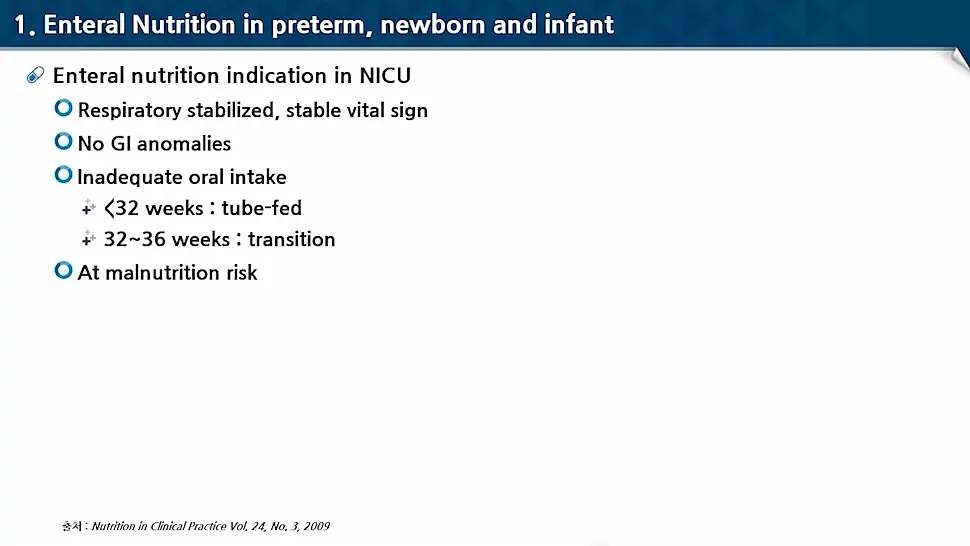 1. Enteral Nutrition in preterm, newborn and infant
Enteral nutrition indication in NICU
Respiratory stabilized, stable vital sign
No GI anomalies
Inadequate oral intake
<32 weeks : tube-fed
32~36 weeks : transition
At malnutrition risk
출처 : Nutrition in Clinical Practice Vol. 24, No. 3, 2009